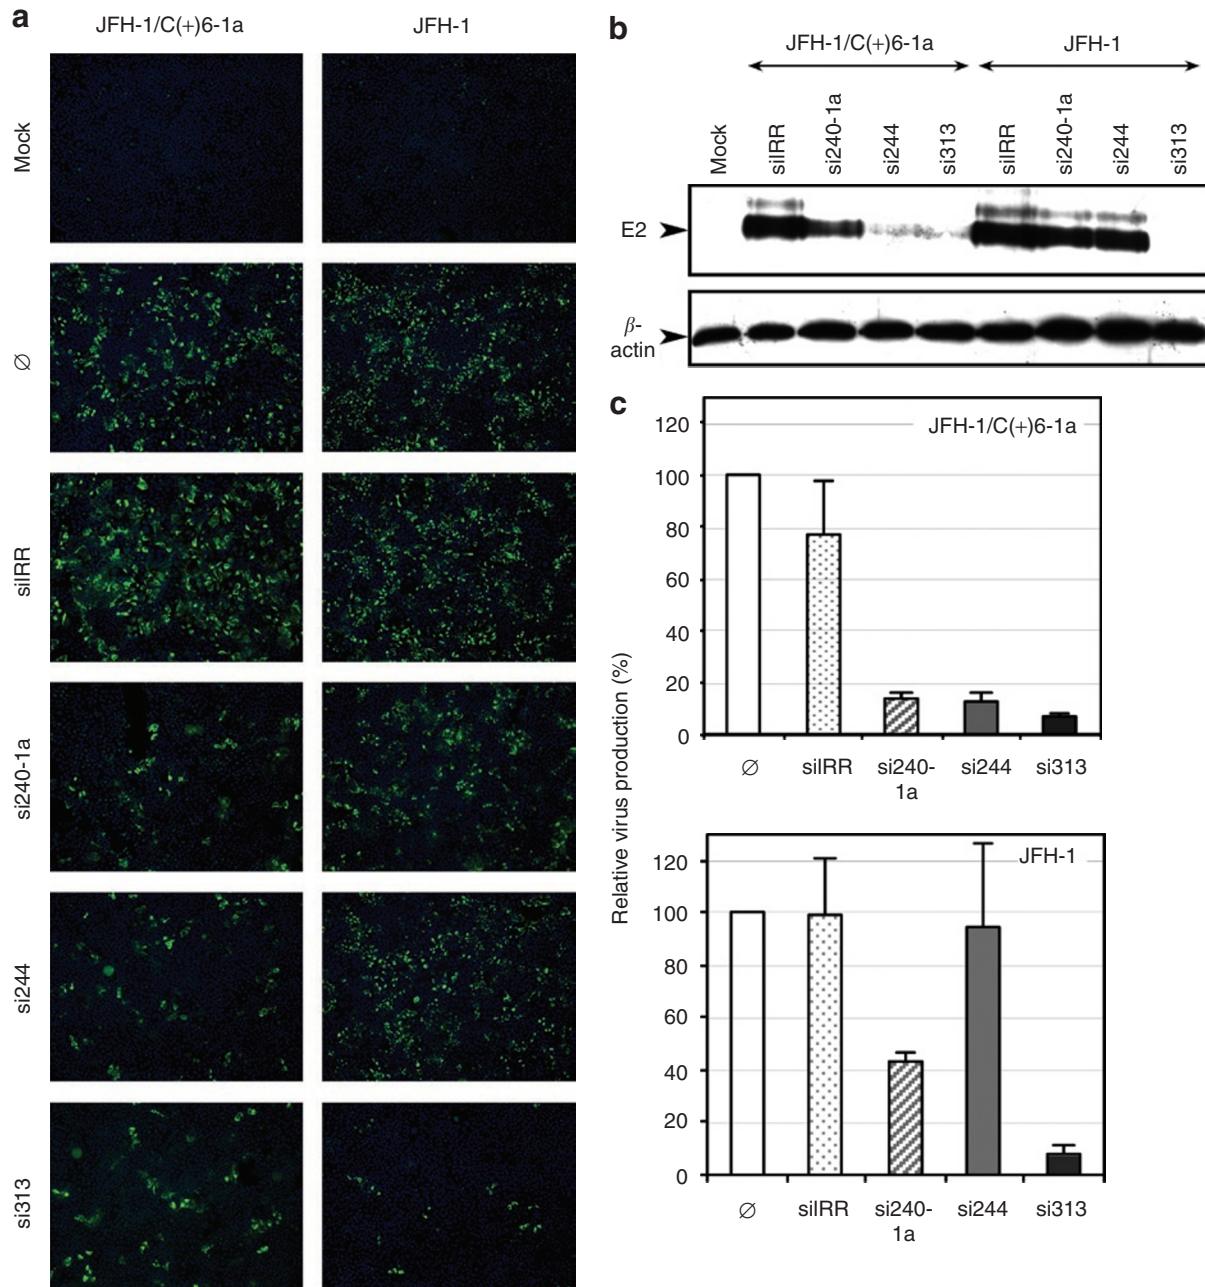 a
JFH-1/C(+)6-1a
JFH-1
Mock
∅
siIRR
si240-1a
si244
si313
b
JFH-1/C(+)6-1a
JFH-1
Mock
siIRR
si240-1a
si244
si313
siIRR
si240-1a
si244
si313
E2
β-
actin
c
Relative virus production (%)
JFH-1/C(+)6-1a
120
100
80
60
40
20
0
∅
siIRR
si240-
1a
si244
si313
JFH-1
120
100
80
60
40
20
0
∅
siIRR
si240-
1a
si244
si313